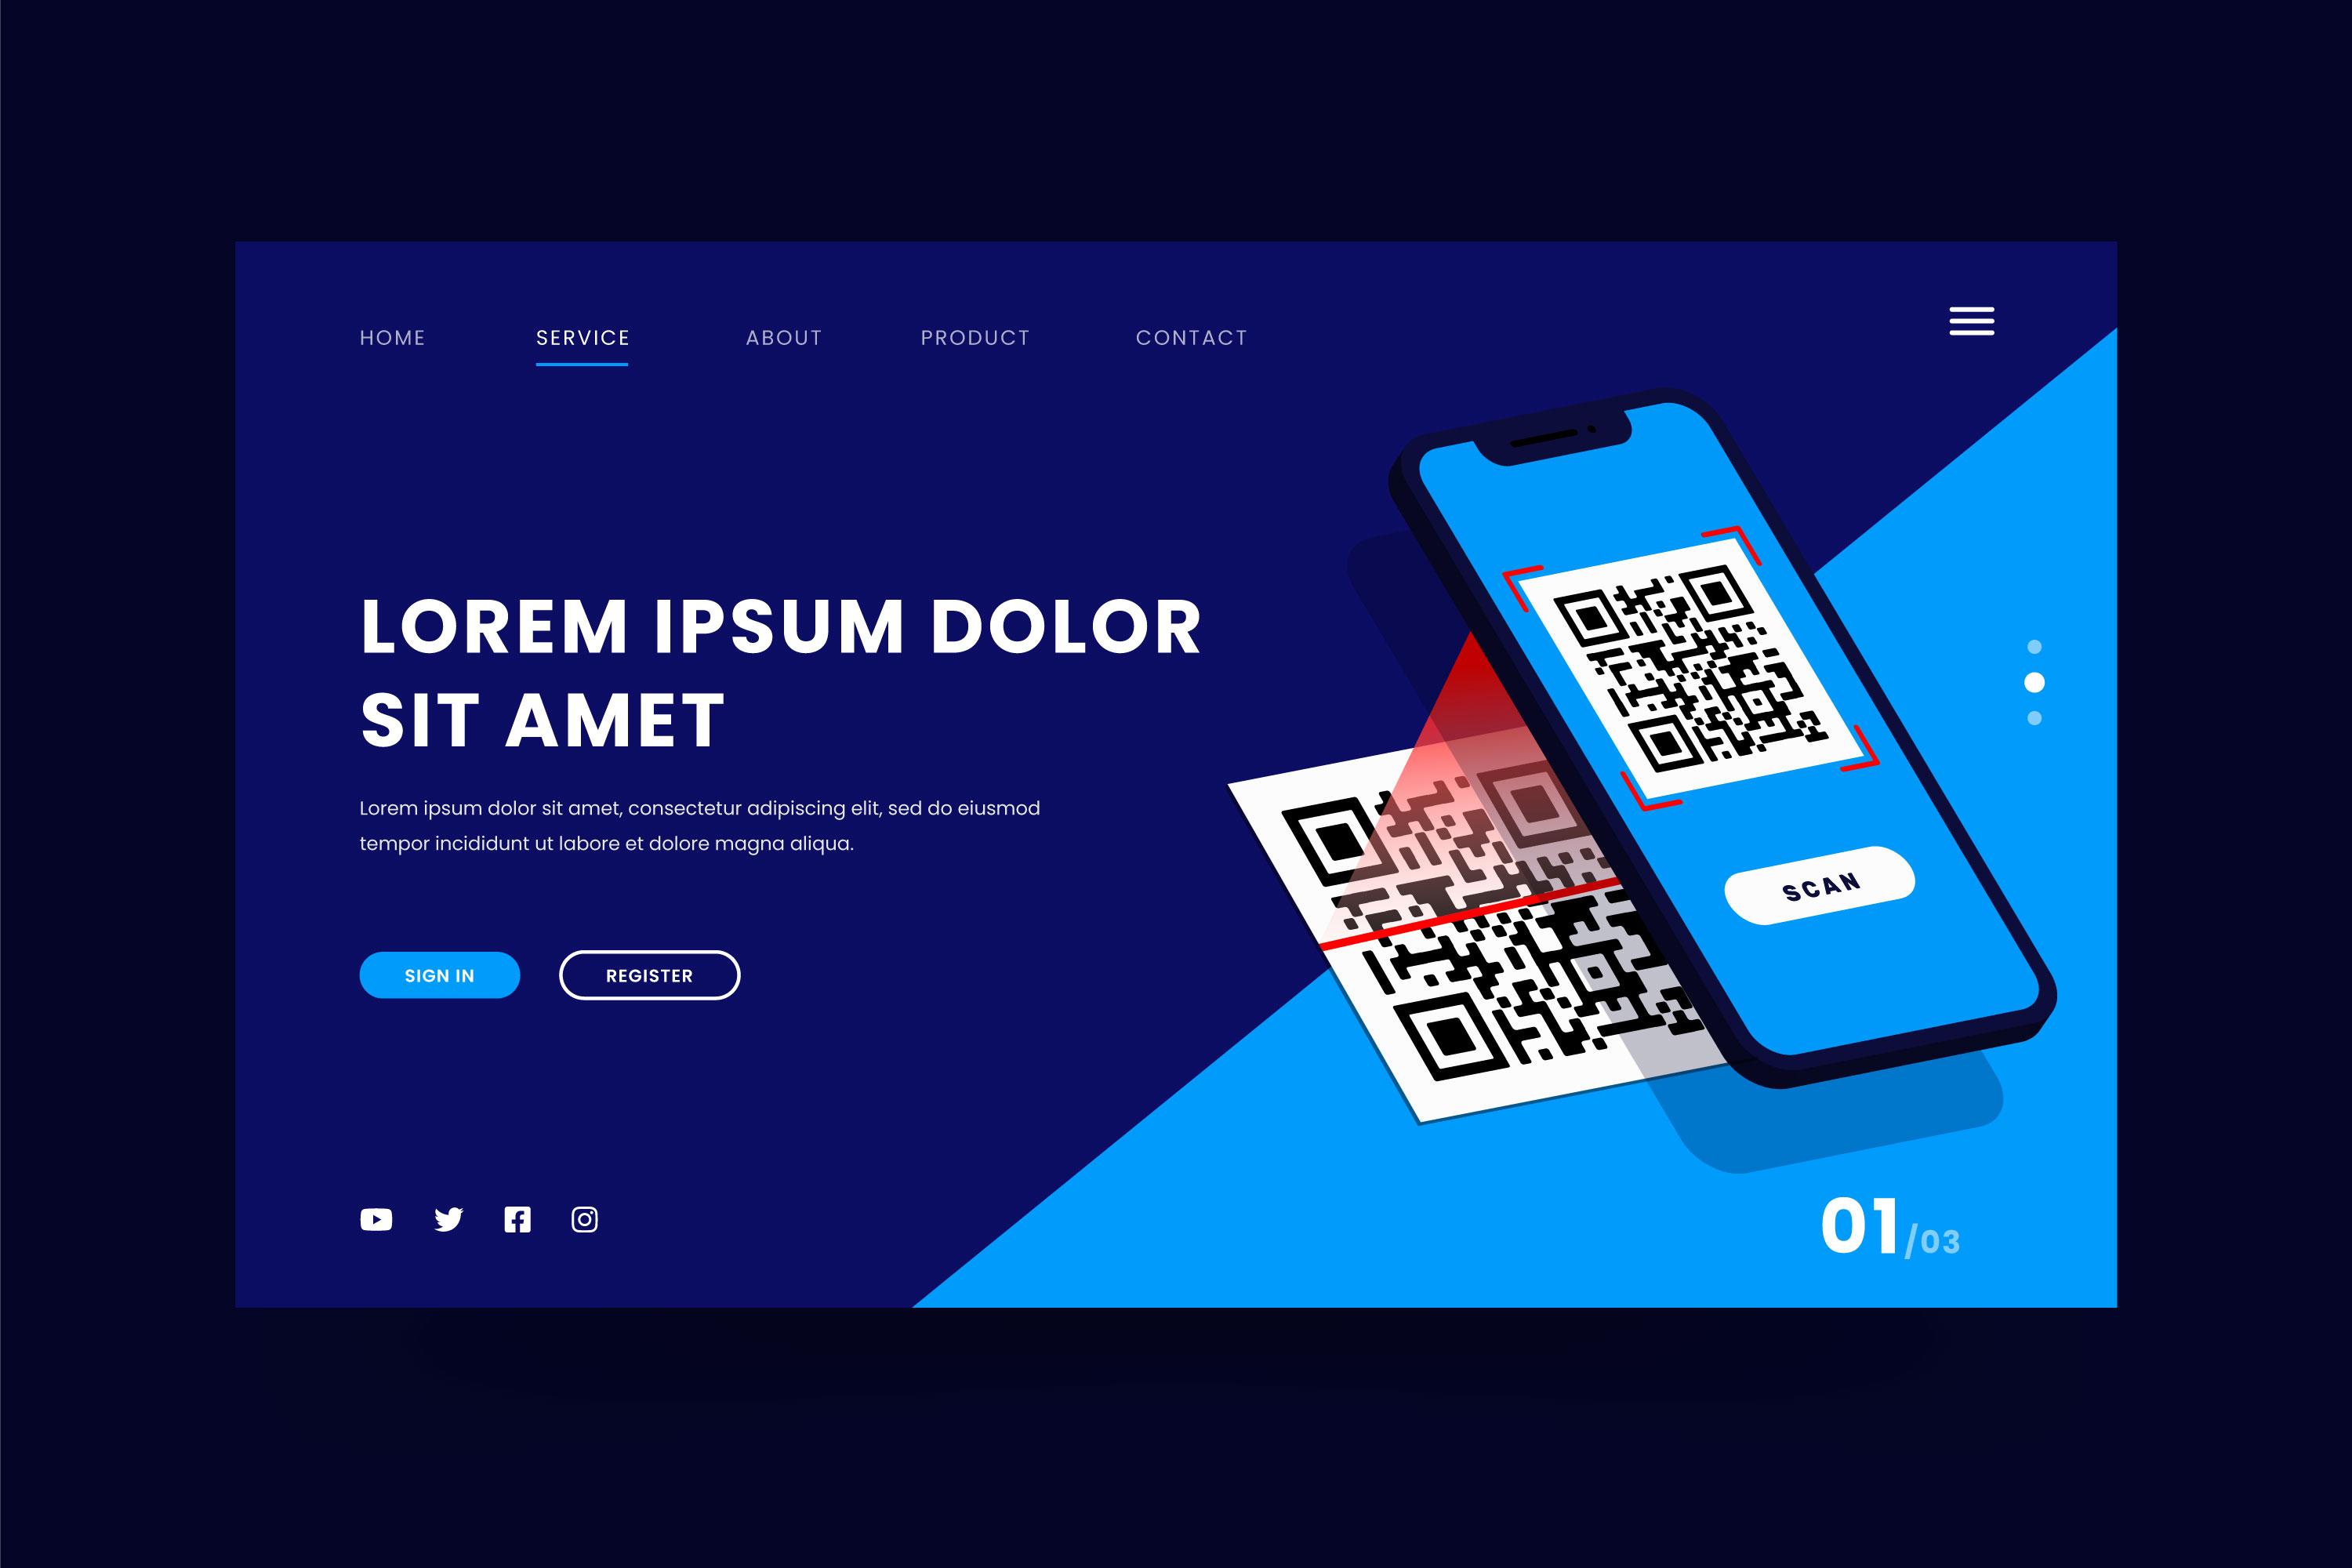 HOME SERVICE ABOUT PRODUCT CONTACT
LOREM IPSUM DOLOR
SIT AMET
Lorem ipsum dolor sit amet, consectetur adipiscing elit, sed do eiusmod
tempor incididunt ut labore et dolore magna aliqua.
SIGN IN REGISTER
SCAN
01/03